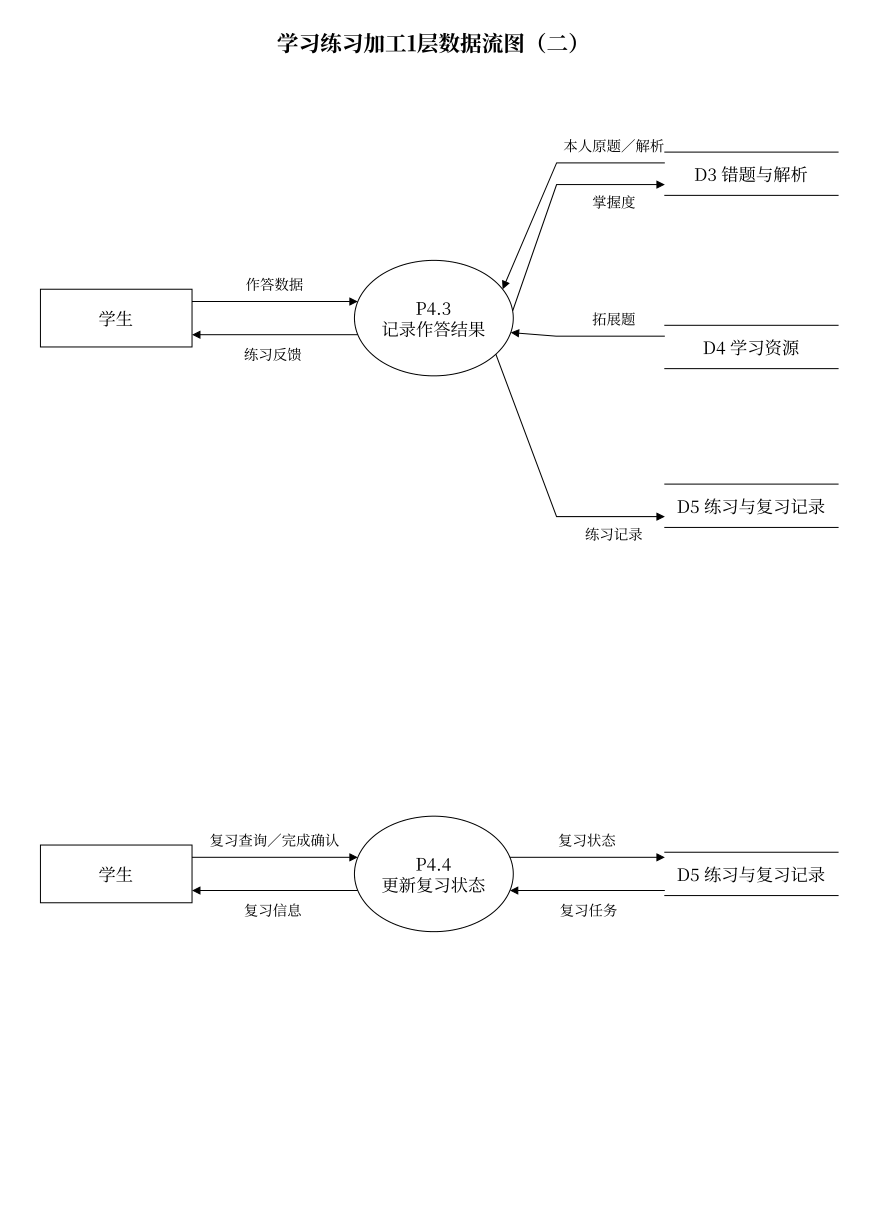 学习练习加工1层数据流图（二）
本人原题／解析
D3 错题与解析
掌握度
作答数据
学生
P4.3
记录作答结果
拓展题
D4 学习资源
练习反馈
D5 练习与复习记录
练习记录
复习查询／完成确认
复习状态
学生
P4.4
更新复习状态
D5 练习与复习记录
复习信息
复习任务